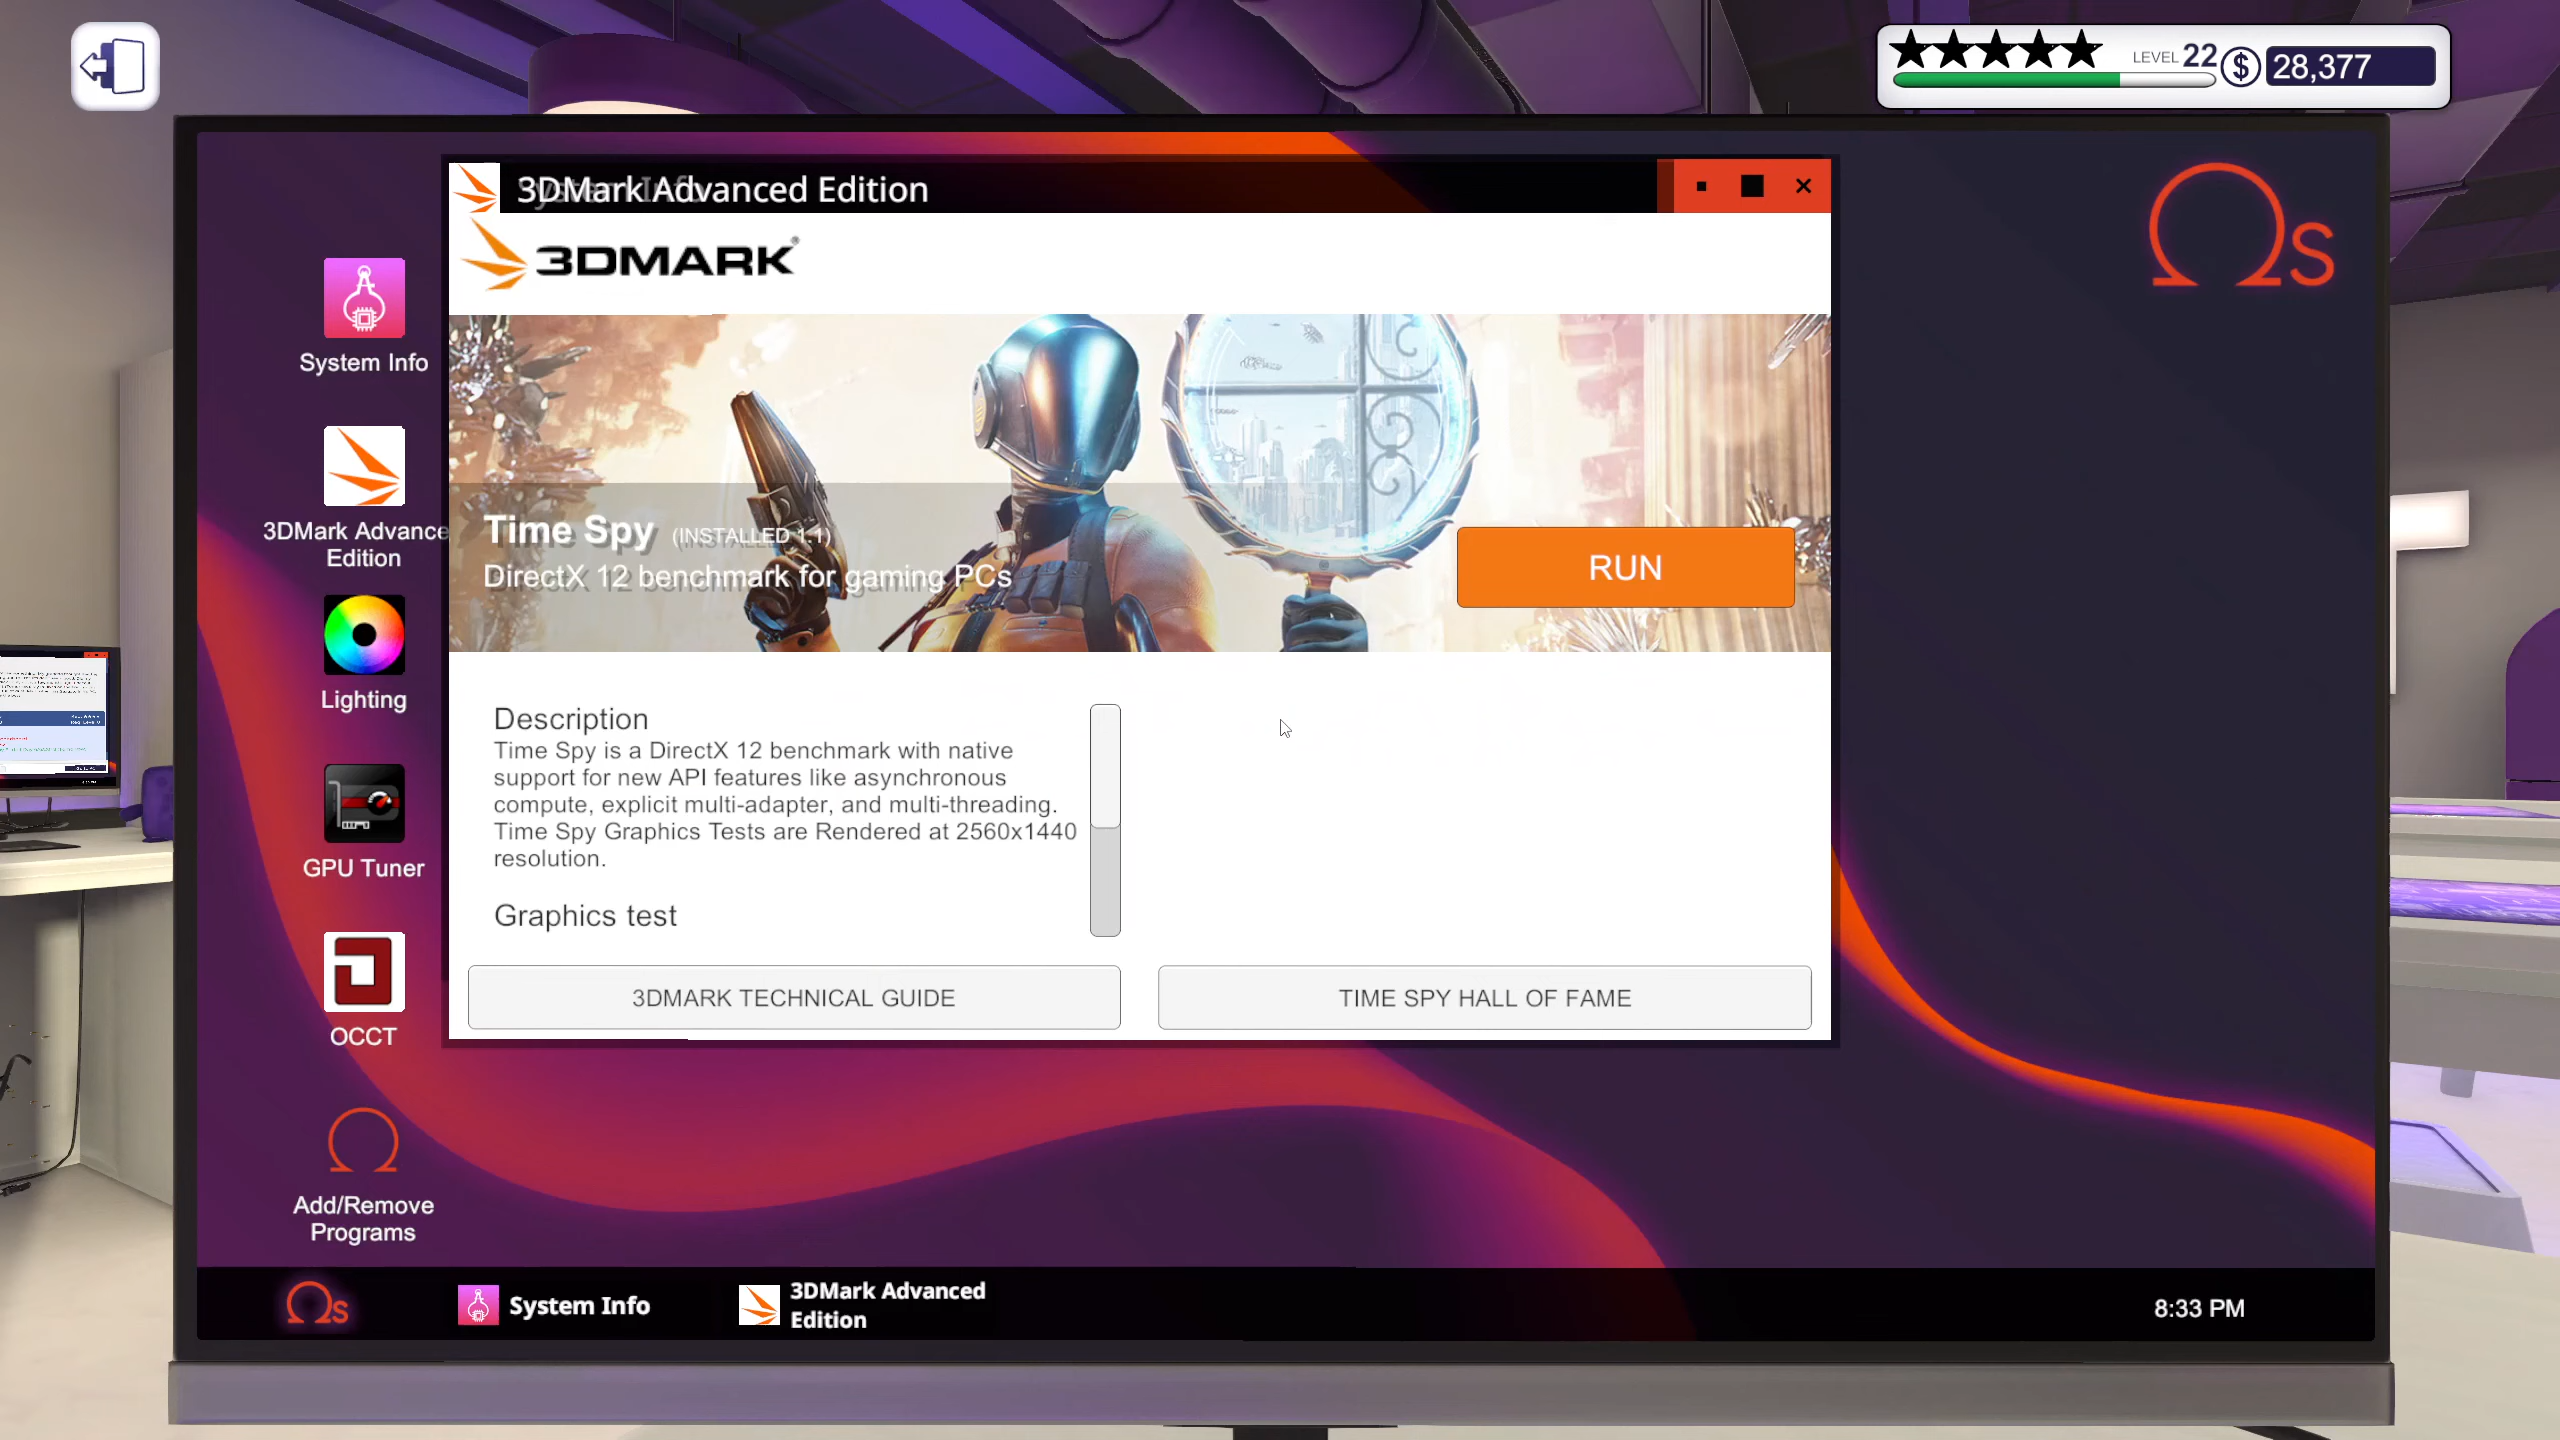 LEVEL 22
28,377
3DMark Advanced Edition
3DMARK
System Info
3DMark Advance
Edition
Lighting
GPU Tuner
OCCT
Add/Remove
Programs
Time Spy (INSTALLED 1.1)
DirectX 12 benchmark for gaming PCs
RUN
Description
Time Spy is a DirectX 12 benchmark with native
support for new API features like asynchronous
compute, explicit multi-adapter, and multi-threading.
Time Spy Graphics Tests are Rendered at 2560x1440
resolution.
Graphics test
3DMARK TECHNICAL GUIDE
TIME SPY HALL OF FAME
Ωs
Ωs
System Info
3DMark Advanced
Edition
8:33 PM